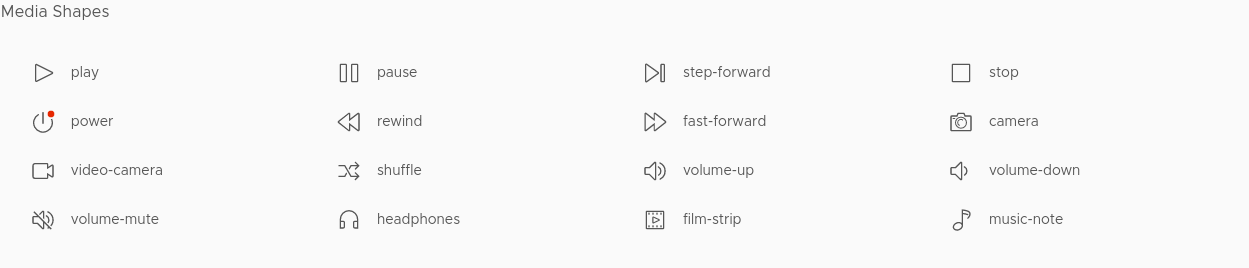 Media Shapes
play pause step-forward stop
power rewind fast-forward camera
video-camera shuffle volume-up volume-down
volume-mute headphones film-strip music-note